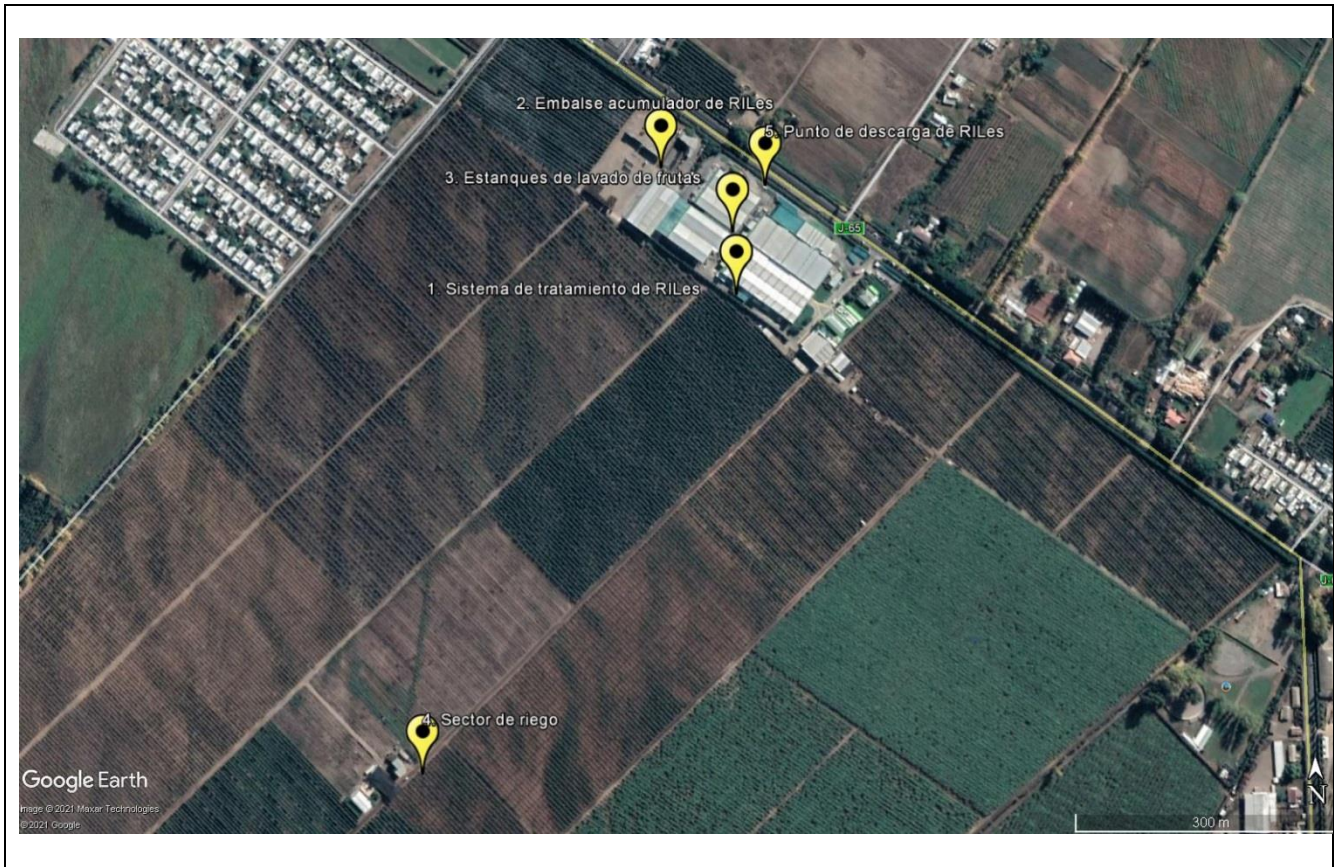 2. Embalse acumulador de RILes
5. Punto de descarga de RILes
3. Estanques de lavado de frutas
J-65
1. Sistema de tratamiento de RILes
4. Sector de riego
Google Earth
Image © 2021 Maxar Technologies
© 2021 Google
N
300 m